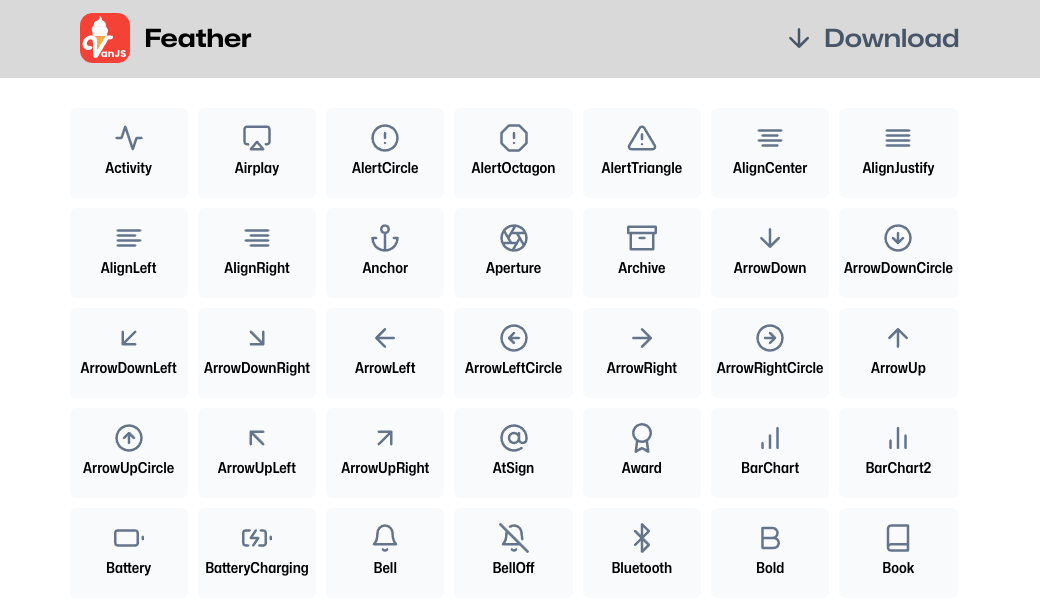 VanJS
Feather
Download
Activity
Airplay
AlertCircle
AlertOctagon
AlertTriangle
AlignCenter
AlignJustify
AlignLeft
AlignRight
Anchor
Aperture
Archive
ArrowDown
ArrowDownCircle
ArrowDownLeft
ArrowDownRight
ArrowLeft
ArrowLeftCircle
ArrowRight
ArrowRightCircle
ArrowUp
ArrowUpCircle
ArrowUpLeft
ArrowUpRight
AtSign
Award
BarChart
BarChart2
Battery
BatteryCharging
Bell
BellOff
Bluetooth
Bold
Book